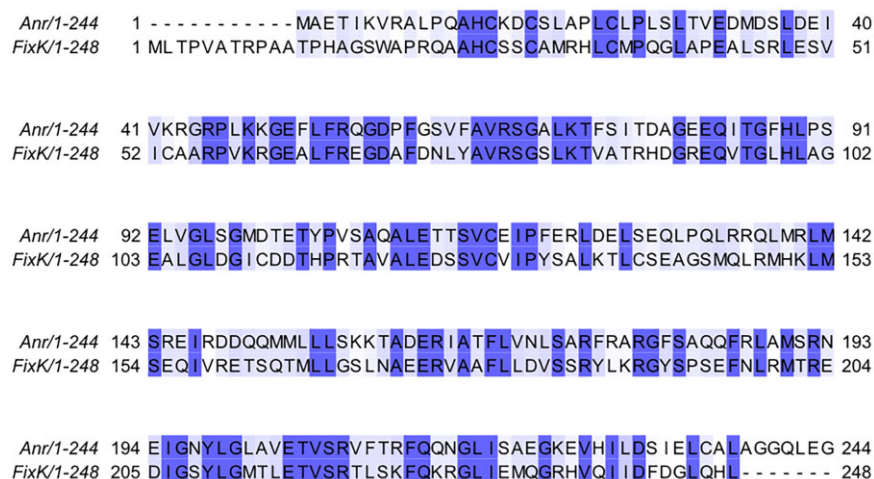 Anr/1-244 1 - - - - - - - - - - - MAETIKVRALPQAHCKDCSLAPLCLPLSLTVEDMDSLDEI 40
FixK/1-248 1 MLTPVATRPAATPHAGSWAPRQAAHCSSCAMRHLCMPQGLAPEALSRLESV 51
Anr/1-244 41 VKRGRPLKKGEFLFRQGDPFGSVFAVRSGALKTFSITDAGEEQITGFHLPS 91
FixK/1-248 52 ICAARPVKRGEALFREGDAFDNLYAVRSGSLKTVATRHDGREQVTGLHLAG 102
Anr/1-244 92 ELVGLSGMDTETYPVSAQALETTSVCEIPFERLDELSEQLPQLRRQLMRLM 142
FixK/1-248 103 EALGLDGICDDTHPRTAVALEDSSVCVIPYSALKTLCSEAGSMQLRMHKLM 153
Anr/1-244 143 SREIRDDQQMMLLLSKKTADERIATFLVNLSARFRARGFSAQQFRLAMSRN 193
FixK/1-248 154 SEQIVRETSQTMLLGSLNAEERVAAFLLDVSSRYLKRGYSPSEFNLRMTRE 204
Anr/1-244 194 EIGNYLGLAVETVSRVFTRFQQNGLISAEGKEVHILDSIELCALAGGQLEG 244
FixK/1-248 205 DIGSYLGMTLETVSRTLSKFQKRGLIEMQGRHVQIIDFDGLQHL- - - - - - - 248